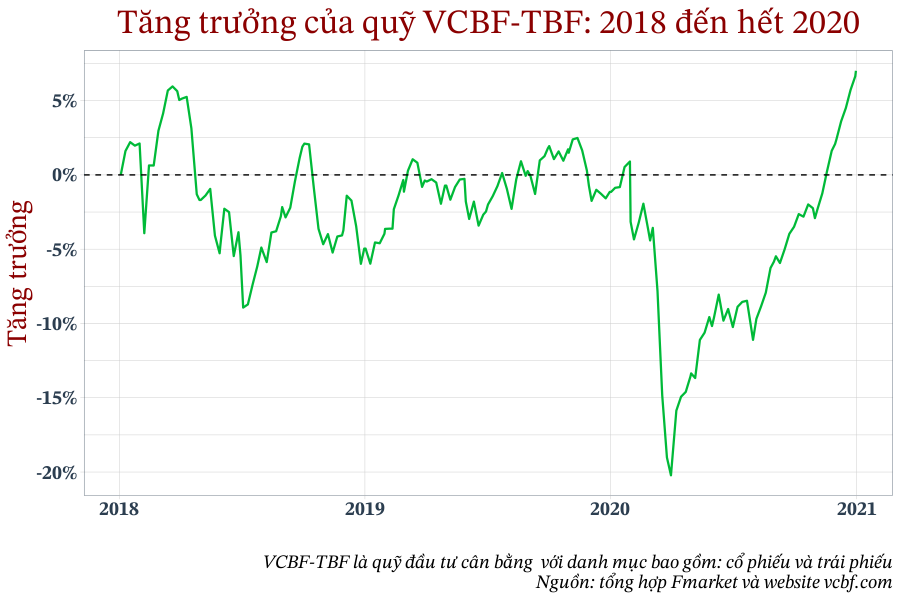 Tăng trưởng của quỹ VCBF-TBF: 2018 đến hết 2020
Tăng trưởng
5%
0%
-5%
-10%
-15%
-20%
2018 2019 2020 2021
VCBF-TBF là quỹ đầu tư cân bằng với danh mục bao gồm: cổ phiếu và trái phiếu
Nguồn: tổng hợp Fmarket và website vcbf.com